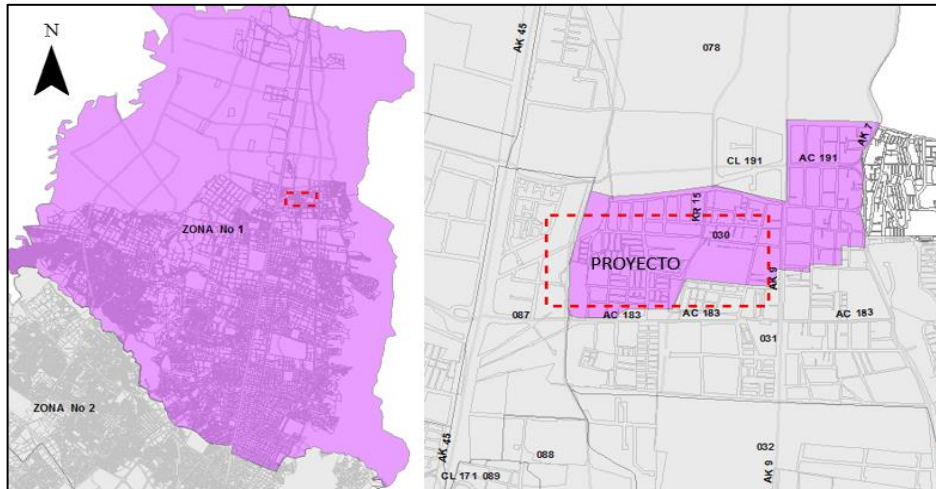 N
ZONA No 1
ZONA No 2
AK 45
078
CL 191
AC 191
AK 7
KR 15
030
PROYECTO
AK 9
087
AC 183
AC 183
AC 183
031
AK 45
088
032
CL 171
089
AK 9